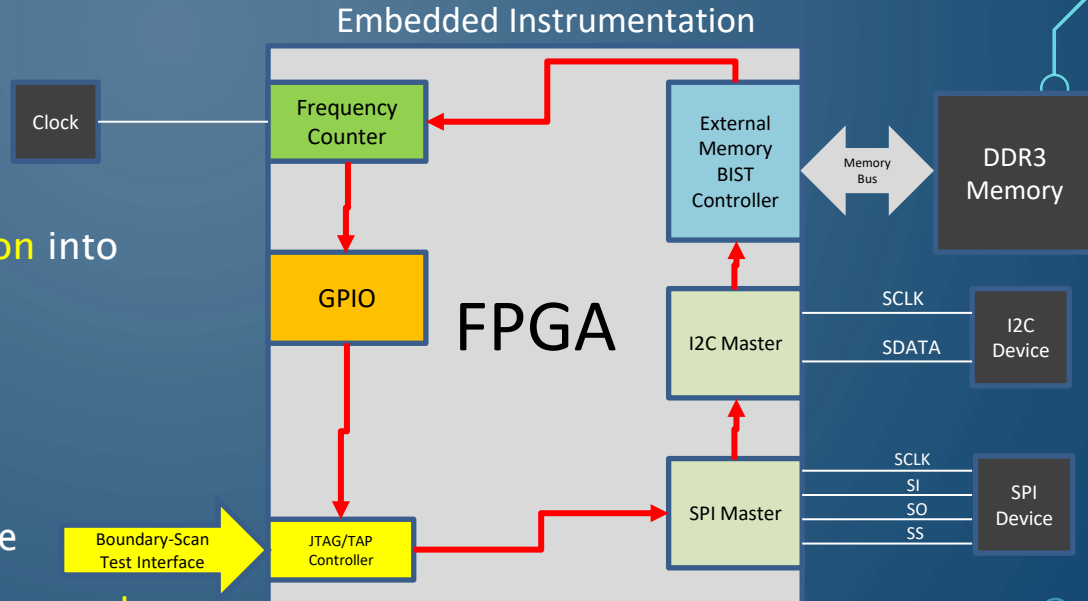 Embedded Instrumentation
Clock
Frequency
Counter
External
Memory
BIST
Controller
Memory
Bus
DDR3
Memory
on into
GPIO
FPGA
I2C Master
SCLK
SDATA
I2C
Device
SPI Master
SCLK
SI
SO
SS
SPI
Device
e
Boundary-Scan
Test Interface
JTAG/TAP
Controller